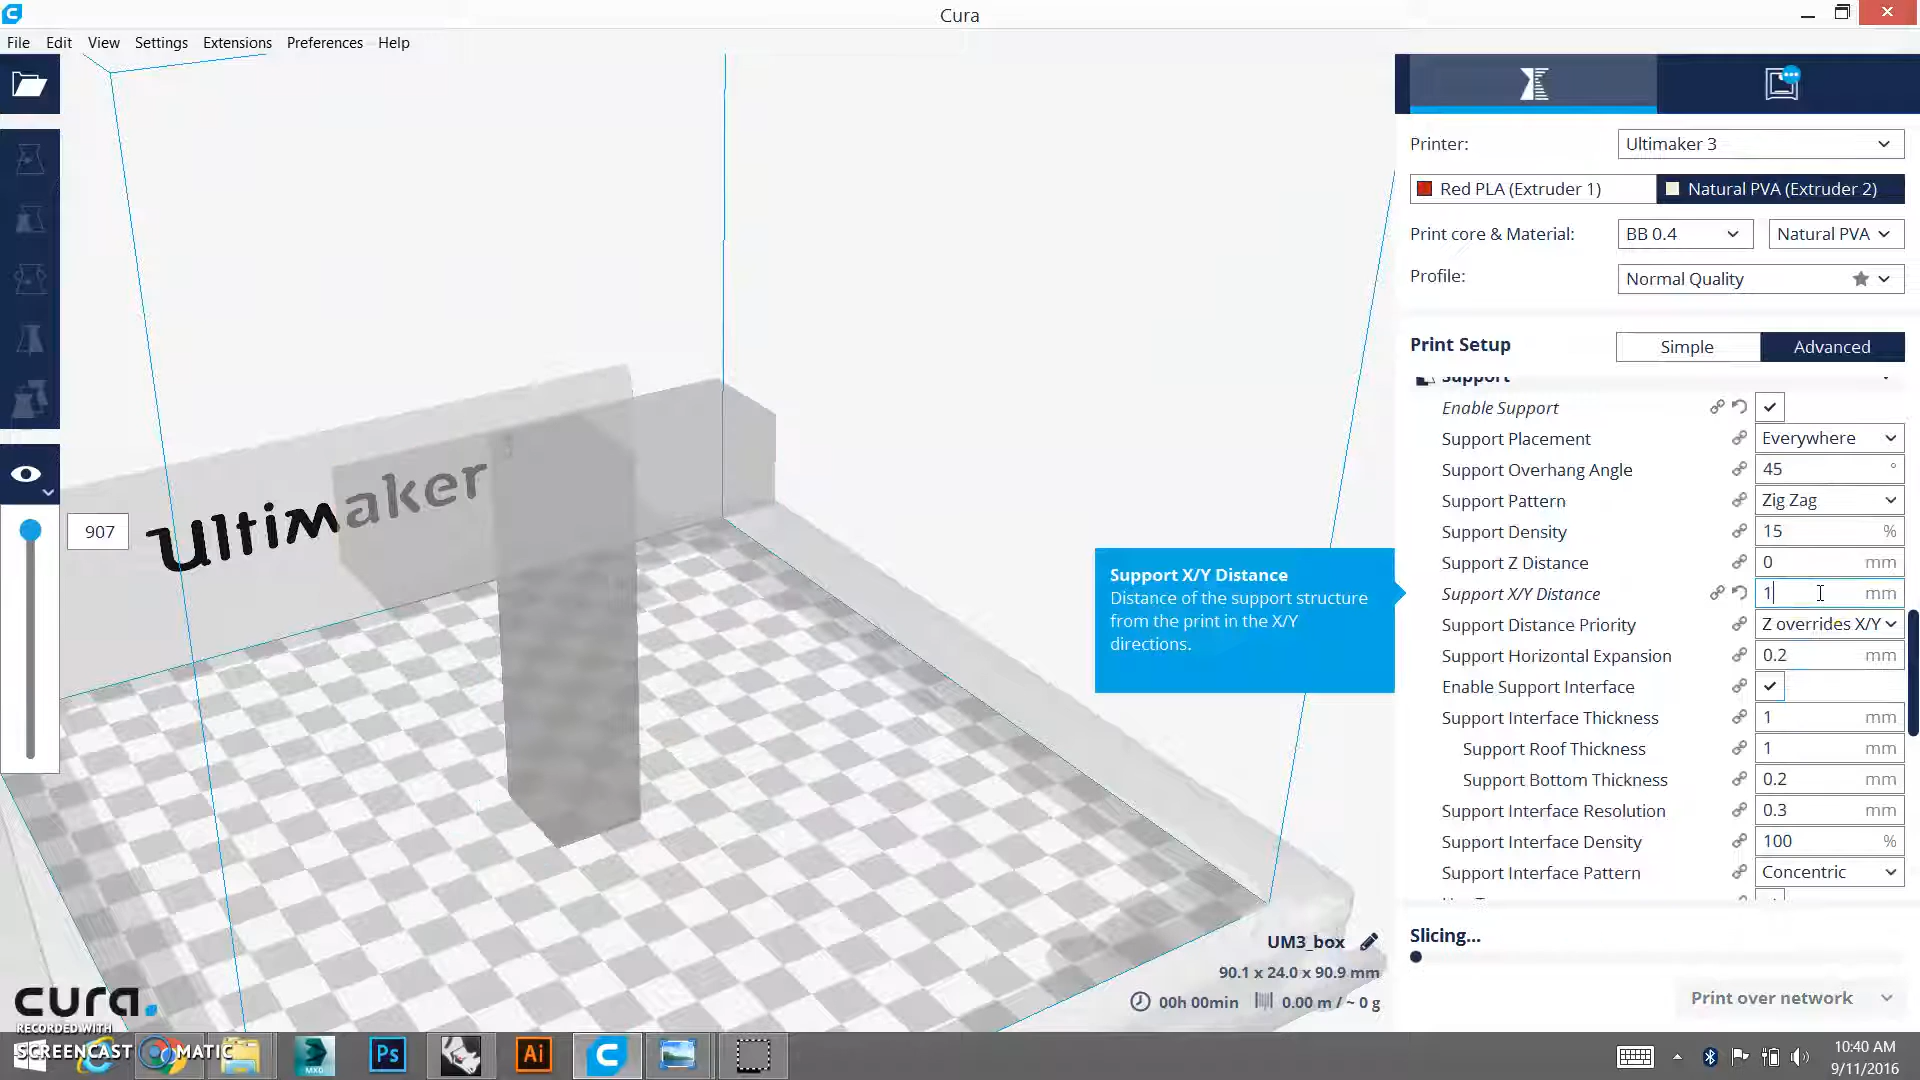 Cura
File Edit View Settings Extensions Preferences Help
Printer: Ultimaker 3
Red PLA (Extruder 1) Natural PVA (Extruder 2)
Print core & Material: BB 0.4 Natural PVA
Profile: Normal Quality
Print Setup Simple Advanced
Support
Enable Support
Support Placement Everywhere
Support Overhang Angle 45 °
Support Pattern Zig Zag
Support Density 15 %
Support Z Distance 0 mm
Support X/Y Distance 1 mm
Support Distance Priority Z overrides X/Y
Support Horizontal Expansion 0.2 mm
Enable Support Interface
Support Interface Thickness 1 mm
Support Roof Thickness 1 mm
Support Bottom Thickness 0.2 mm
Support Interface Resolution 0.3 mm
Support Interface Density 100 %
Support Interface Pattern Concentric
Slicing...
Print over network
Support X/Y Distance
Distance of the support structure
from the print in the X/Y
directions.
907
Ultimaker
UM3_box
90.1 x 24.0 x 90.9 mm
00h 00min 0.00 m / ~ 0 g
cura.
RECORDED WITH
SCREENCAST MATIC
MXD
Ps
Ai
10:40 AM
9/11/2016